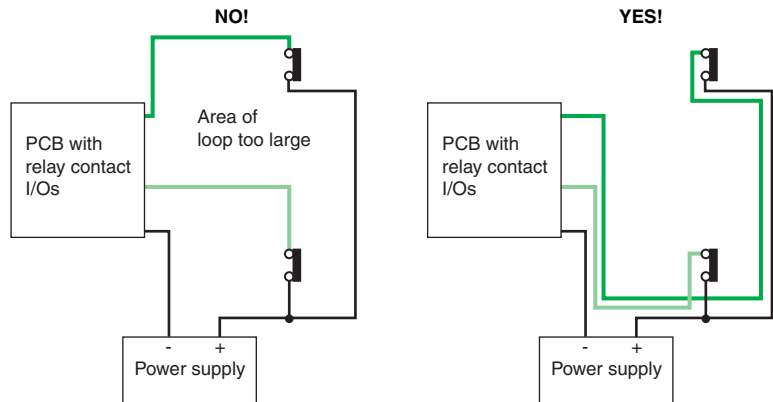 NO!
PCB with
relay contact
I/Os
Area of
loop too large
- +
Power supply
YES!
PCB with
relay contact
I/Os
- +
Power supply